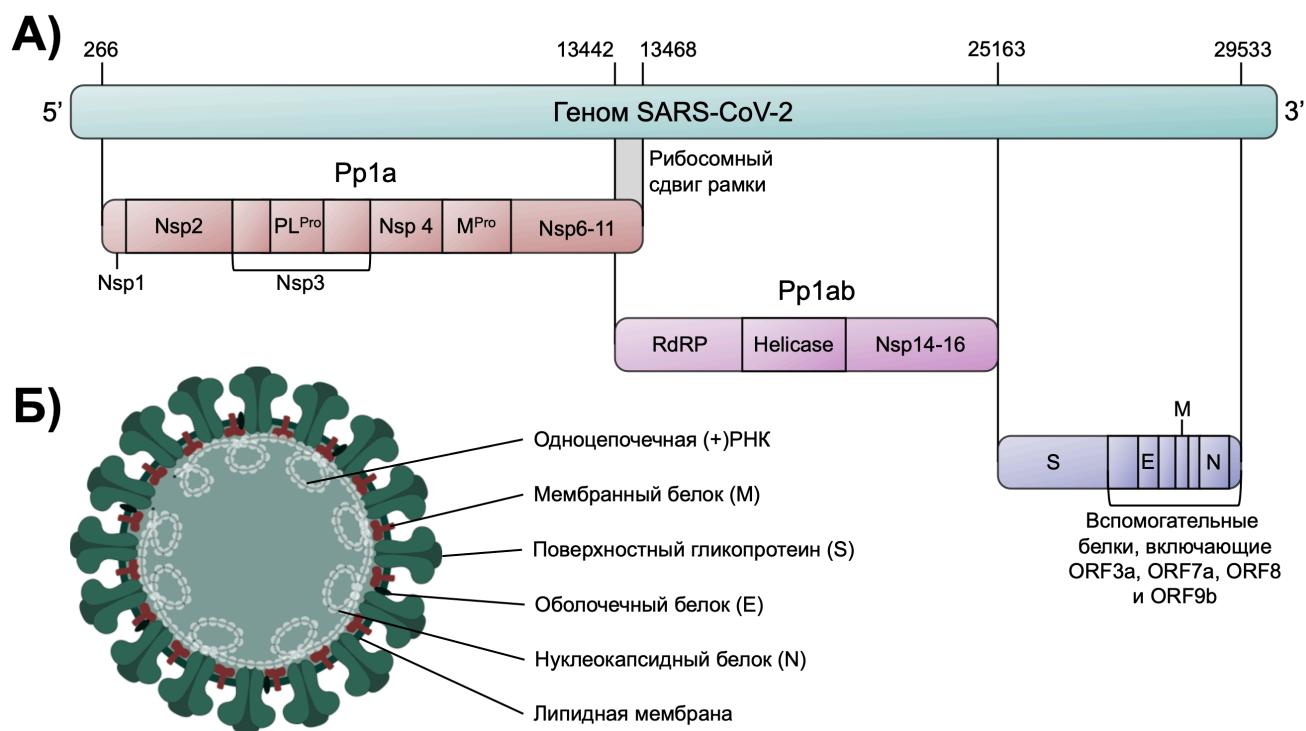 А)
266
13442
13468
25163
29533
5’
Геном SARS-CoV-2
3’
Рибосомный
сдвиг рамки
Pp1a
Nsp2
PLPro
Nsp 4
MPro
Nsp6-11
Nsp1
Nsp3
Pp1ab
RdRP
Helicase
Nsp14-16
M
S
E
N
Вспомогательные
белки, включающие
ORF3a, ORF7a, ORF8
и ORF9b
Б)
Одноцепочечная (+)РНК
Мембранный белок (M)
Поверхностный гликопротеин (S)
Оболочечный белок (E)
Нуклеокапсидный белок (N)
Липидная мембрана